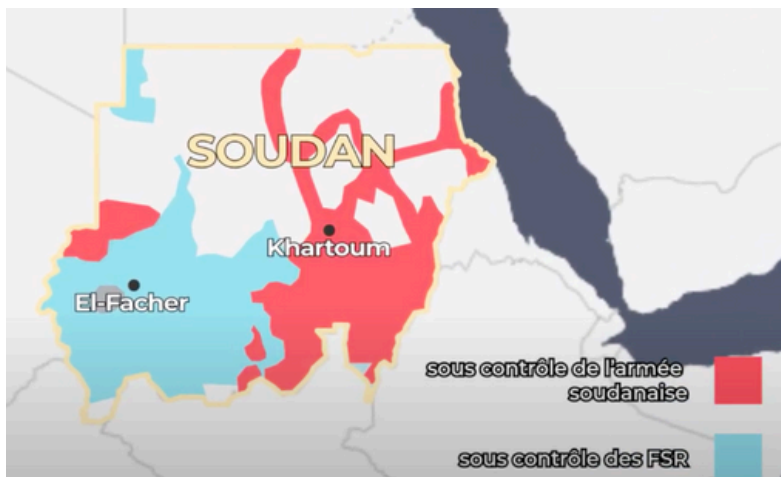 SOUDAN
Khartoum
El-Facher
sous contrôle de l'armée
soudanaise
sous contrôle des FSR